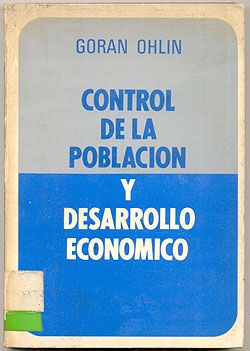 GORAN OHLIN
CONTROL
DE LA
POBLACION
Y
DESARROLLO
ECONOMICO